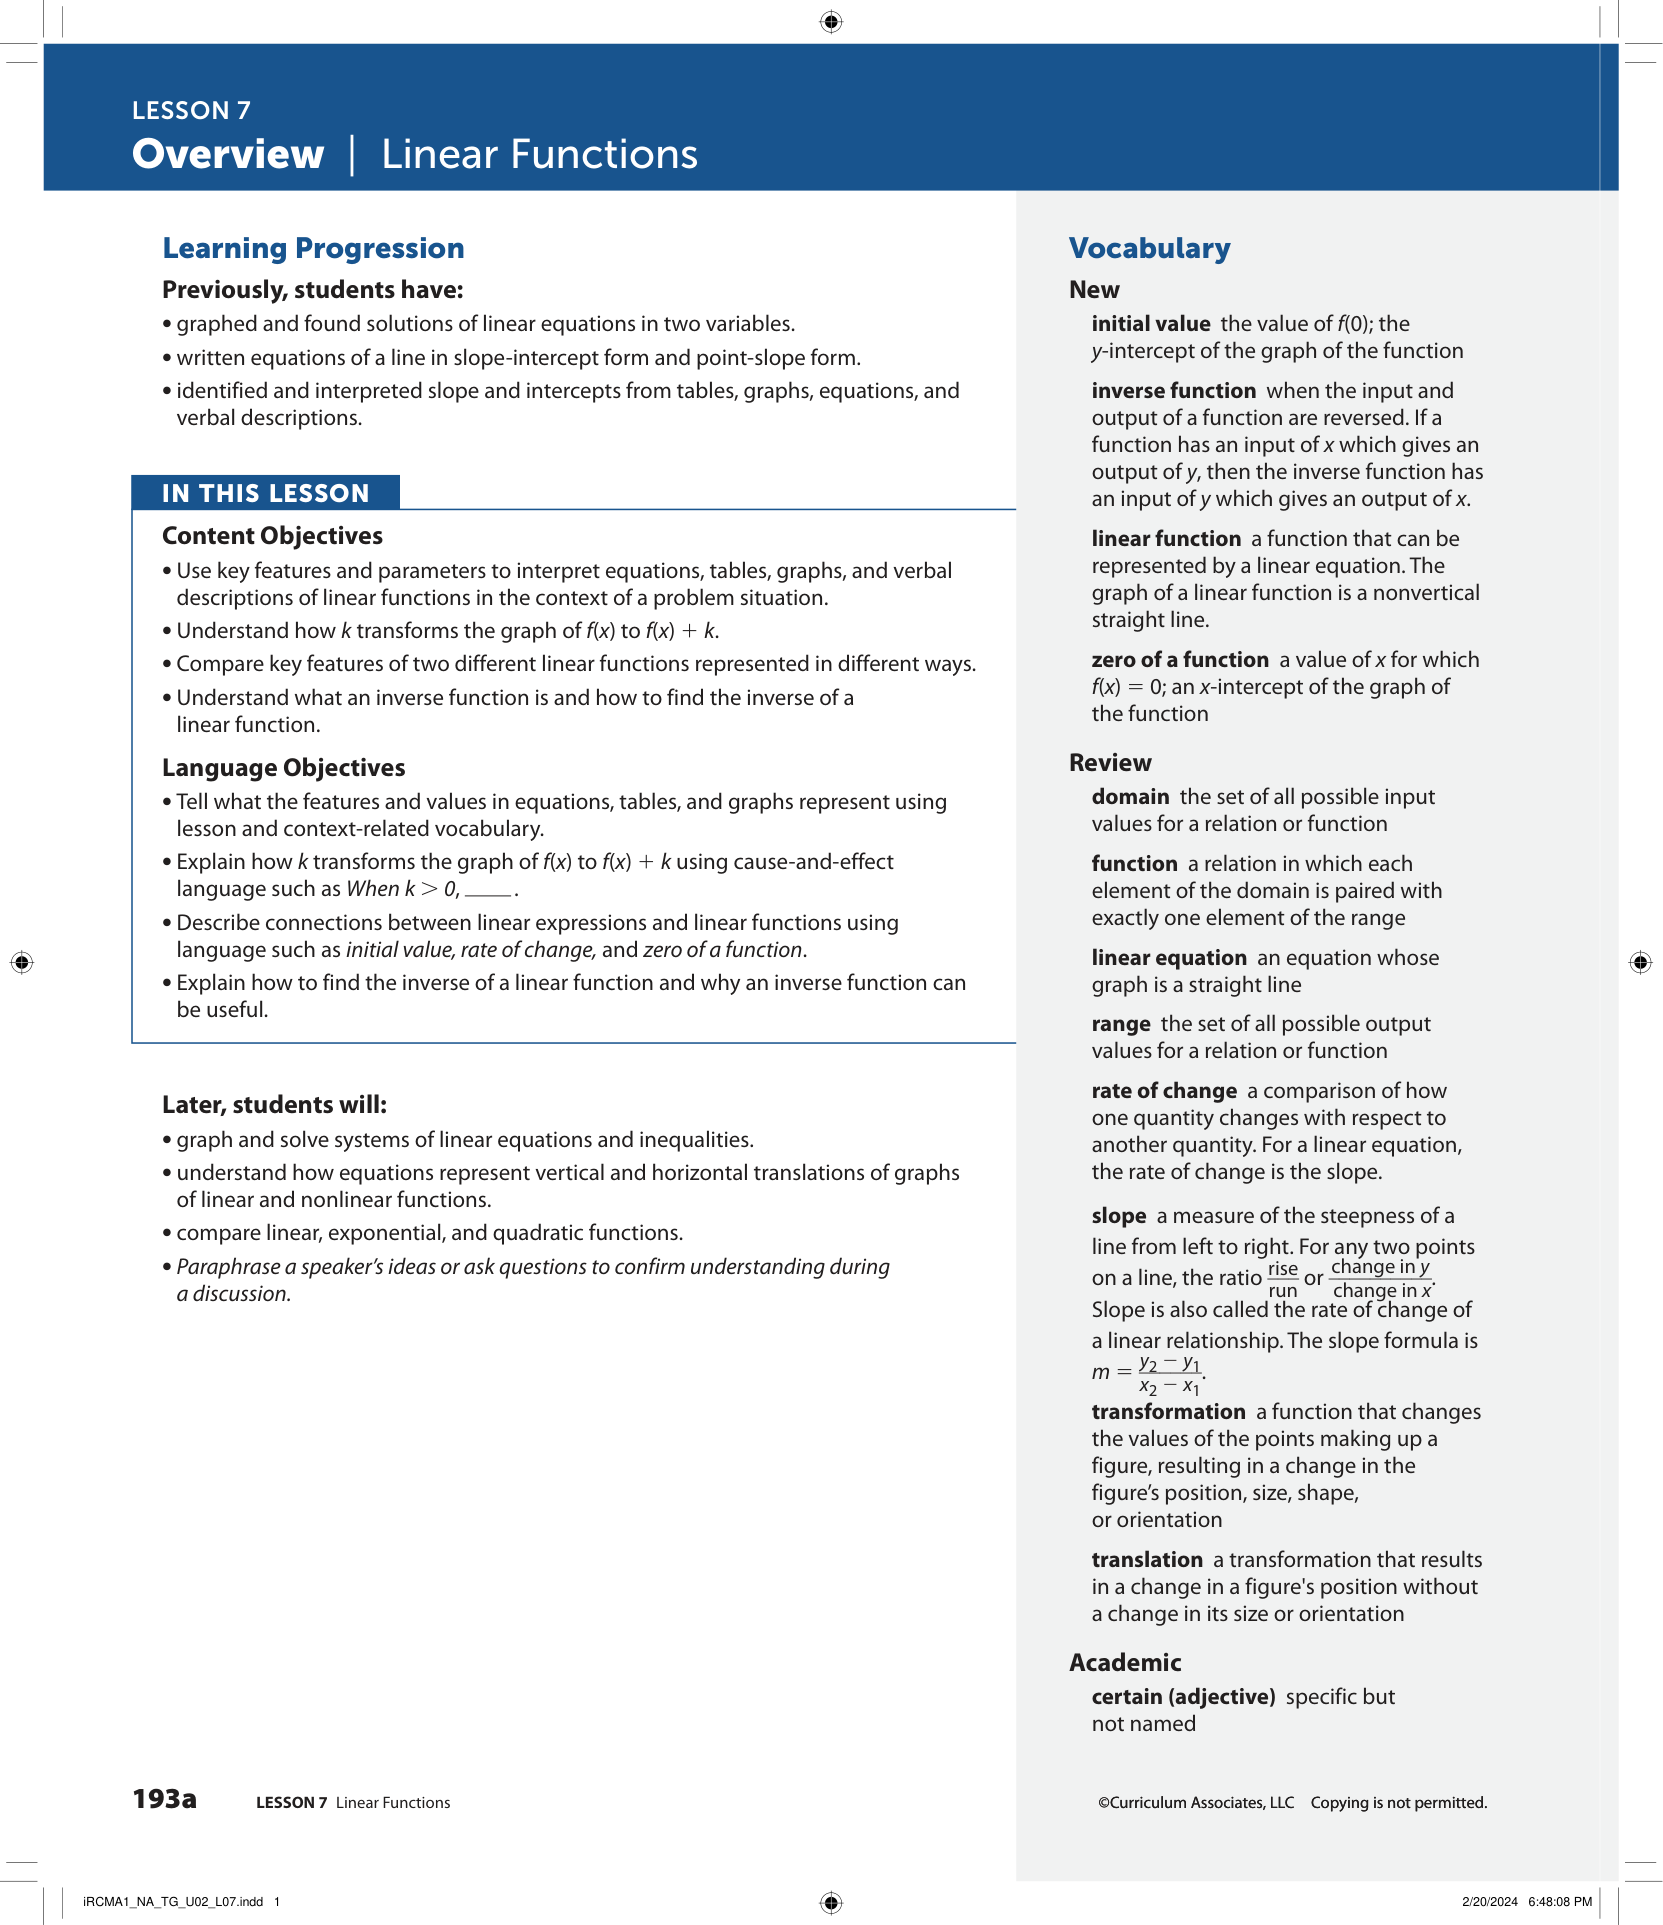 LESSON 7
Overview | Linear Functions
Learning Progression
Previously, students have:
• graphed and found solutions of linear equations in two variables.
• written equations of a line in slope-intercept form and point-slope form.
• identified and interpreted slope and intercepts from tables, graphs, equations, and
verbal descriptions.
IN THIS LESSON
Content Objectives
• Use key features and parameters to interpret equations, tables, graphs, and verbal
descriptions of linear functions in the context of a problem situation.
• Understand how k transforms the graph of f(x) to f(x) + k.
• Compare key features of two different linear functions represented in different ways.
• Understand what an inverse function is and how to find the inverse of a
linear function.
Language Objectives
• Tell what the features and values in equations, tables, and graphs represent using
lesson and context-related vocabulary.
• Explain how k transforms the graph of f(x) to f(x) + k using cause-and-effect
language such as When k > 0, ____.
• Describe connections between linear expressions and linear functions using
language such as initial value, rate of change, and zero of a function.
• Explain how to find the inverse of a linear function and why an inverse function can
be useful.
Later, students will:
• graph and solve systems of linear equations and inequalities.
• understand how equations represent vertical and horizontal translations of graphs
of linear and nonlinear functions.
• compare linear, exponential, and quadratic functions.
• Paraphrase a speaker’s ideas or ask questions to confirm understanding during
a discussion.
Vocabulary
New
initial value the value of f(0); the
y-intercept of the graph of the function
inverse function when the input and
output of a function are reversed. If a
function has an input of x which gives an
output of y, then the inverse function has
an input of y which gives an output of x.
linear function a function that can be
represented by a linear equation. The
graph of a linear function is a nonvertical
straight line.
zero of a function a value of x for which
f(x) = 0; an x-intercept of the graph of
the function
Review
domain the set of all possible input
values for a relation or function
function a relation in which each
element of the domain is paired with
exactly one element of the range
linear equation an equation whose
graph is a straight line
range the set of all possible output
values for a relation or function
rate of change a comparison of how
one quantity changes with respect to
another quantity. For a linear equation,
the rate of change is the slope.
slope a measure of the steepness of a
line from left to right. For any two points
on a line, the ratio rise/run or change in y/change in x.
Slope is also called the rate of change of
a linear relationship. The slope formula is
m = (y₂ − y₁)/(x₂ − x₁).
transformation a function that changes
the values of the points making up a
figure, resulting in a change in the
figure’s position, size, shape,
or orientation
translation a transformation that results
in a change in a figure's position without
a change in its size or orientation
Academic
certain (adjective) specific but
not named
193a LESSON 7 Linear Functions
©Curriculum Associates, LLC Copying is not permitted.
iRCMA1_NA_TG_U02_L07.indd 1
2/20/2024 6:48:08 PM